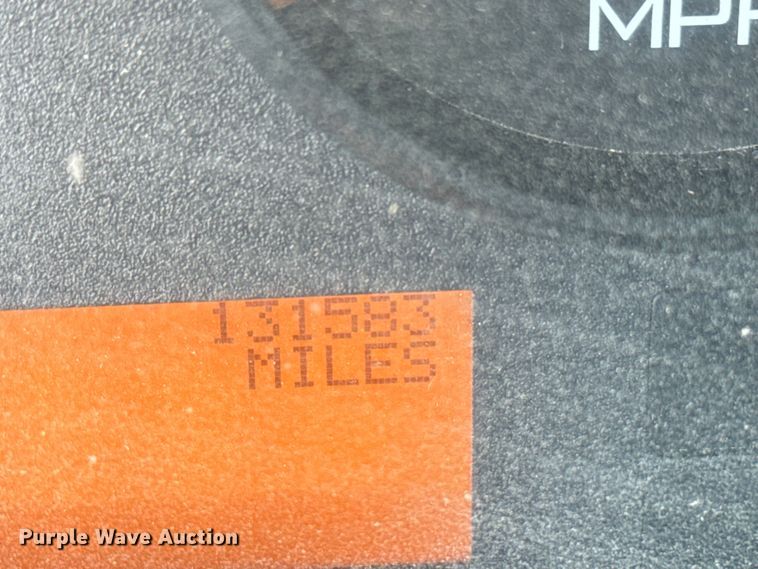 MPH
131583
MILES
Purple Wave Auction